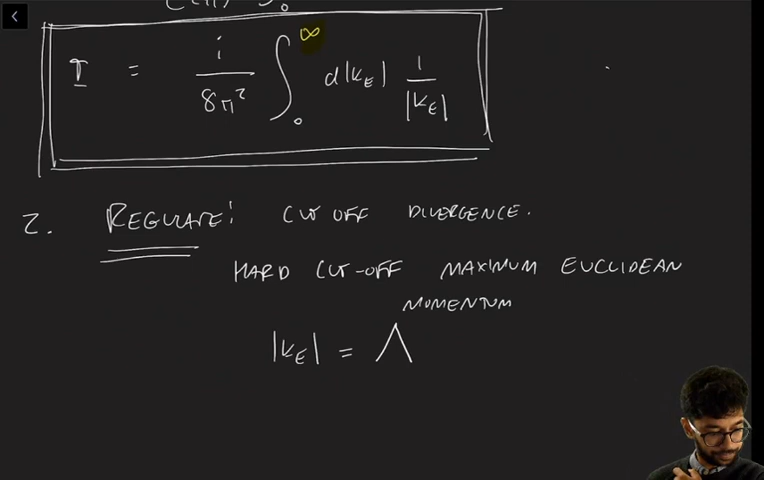 I = i/8π² ∫₀^∞ d|k_E| 1/|k_E|
2. REGULATE: CUT OFF DIVERGENCE.
HARD CUT-OFF MAXIMUM EUCLIDEAN
MOMENTUM
|k_E| = Λ